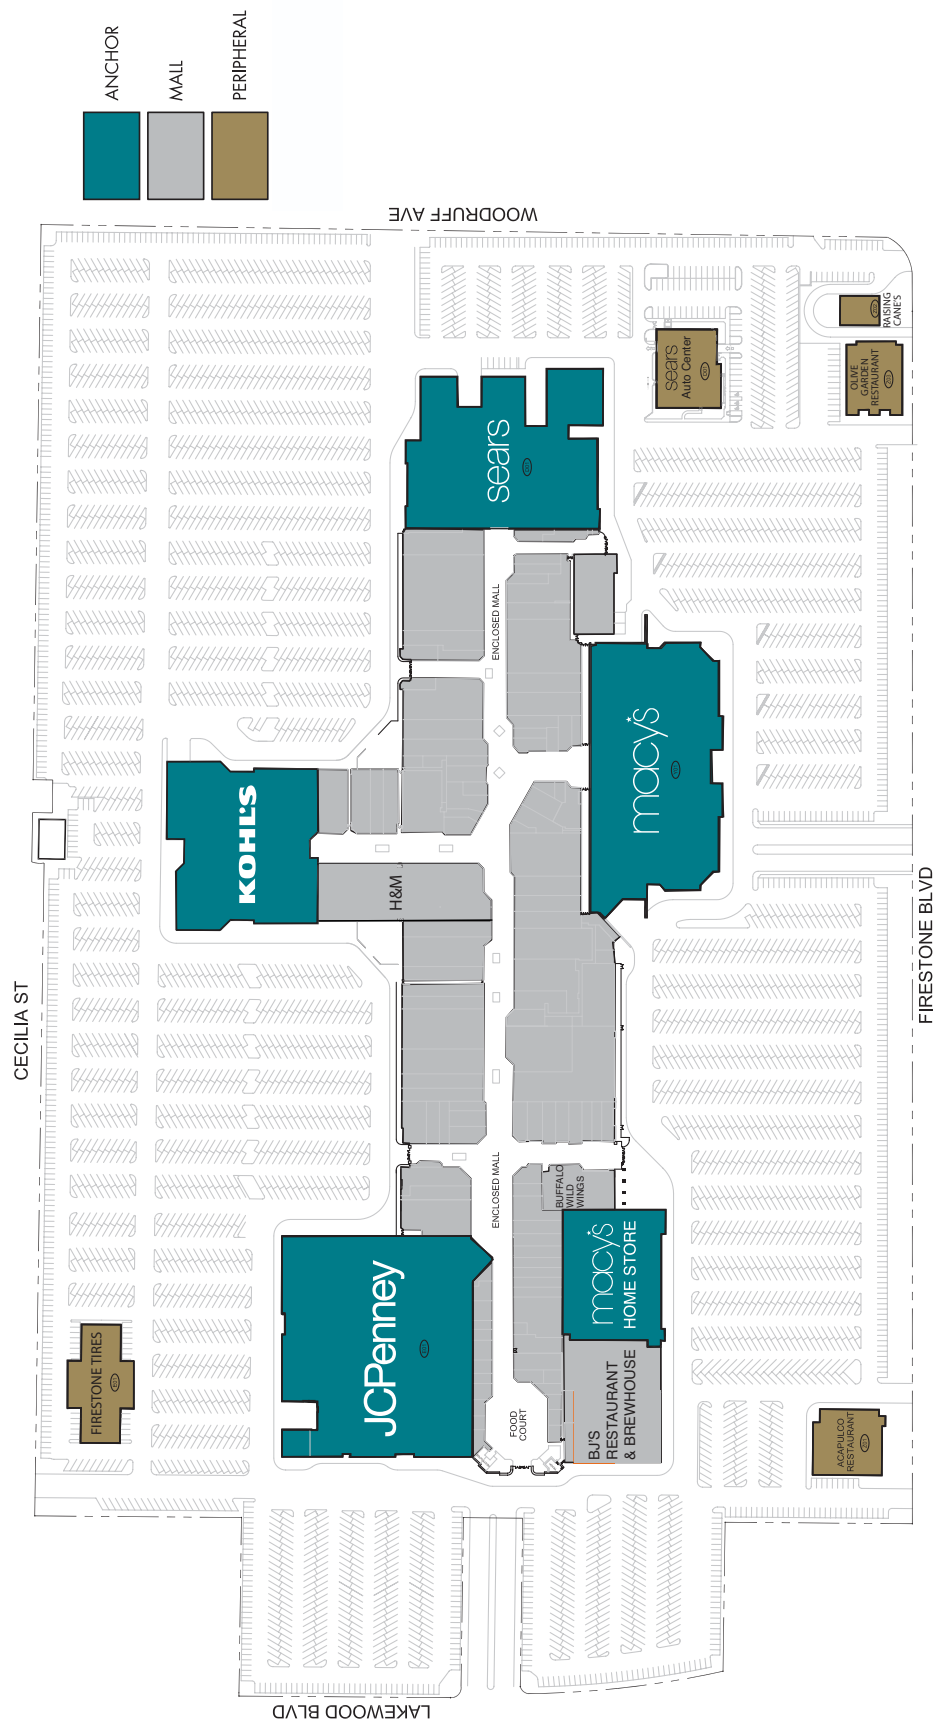 ANCHOR
MALL
PERIPHERAL
WOODRUFF AVE
RAISING
CANE'S
OLIVE
GARDEN
RESTAURANT
sears
Auto Center
sears
ENCLOSED MALL
macy's
KOHL'S
H&M
FIRESTONE BLVD
CECILIA ST
ENCLOSED MALL
BUFFALO
WILD
WINGS
macy's
HOME STORE
JCPenney
FIRESTONE TIRES
FOOD
COURT
BJ'S
RESTAURANT
& BREWHOUSE
ACAPULCO
RESTAURANT
LAKEWOOD BLVD